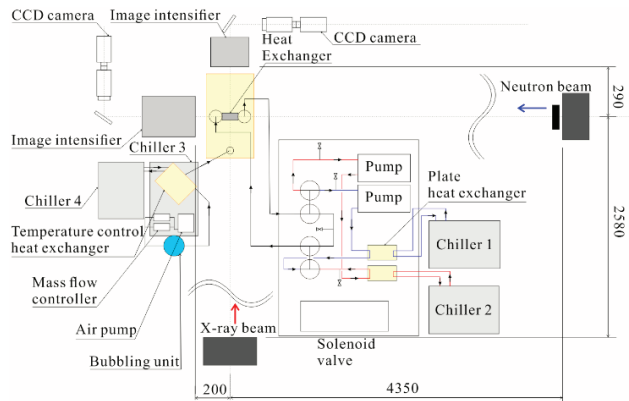 CCD camera
Image intensifier
Heat
Exchanger
CCD camera
Neutron beam
290
Image intensifier
Chiller 3
Pump
Pump
Plate
heat exchanger
Chiller 4
Chiller 1
2580
Temperature control
heat exchanger
Mass flow
controller
Chiller 2
Air pump
X-ray beam
Bubbling unit
Solenoid
valve
200
4350